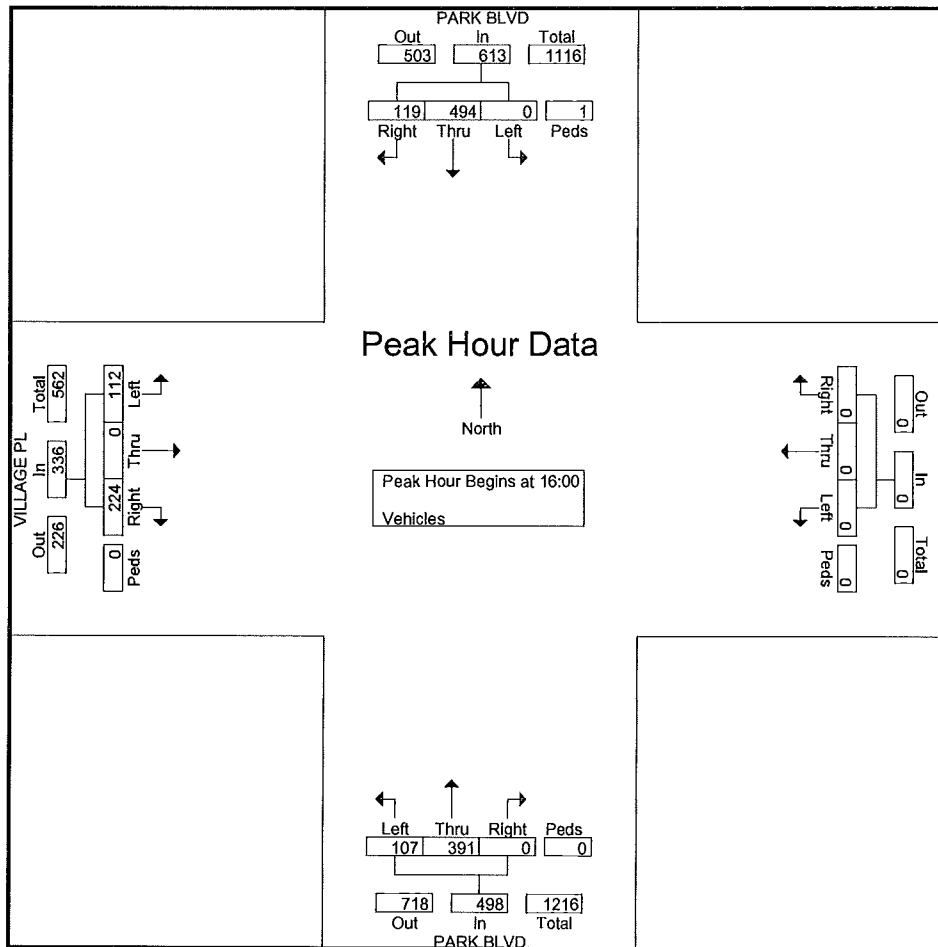 PARK BLVD
Out In Total
503 613 1116
119 494 0 1
Right Thru Left Peds
Peak Hour Data
North
Peak Hour Begins at 16:00
Vehicles
VILLAGE PL
Out In Total
226 336 562
112 0 224 0
Left Thru Right Peds
Out In Total
0 0 0
Right Thru Left Peds
0 0 0 0
Left Thru Right Peds
107 391 0 0
718 498 1216
Out In Total
PARK BLVD.